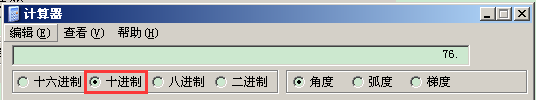 计算器
编辑(E) 查看(V) 帮助(H)
76.
十六进制 十进制 八进制 二进制 角度 弧度 梯度